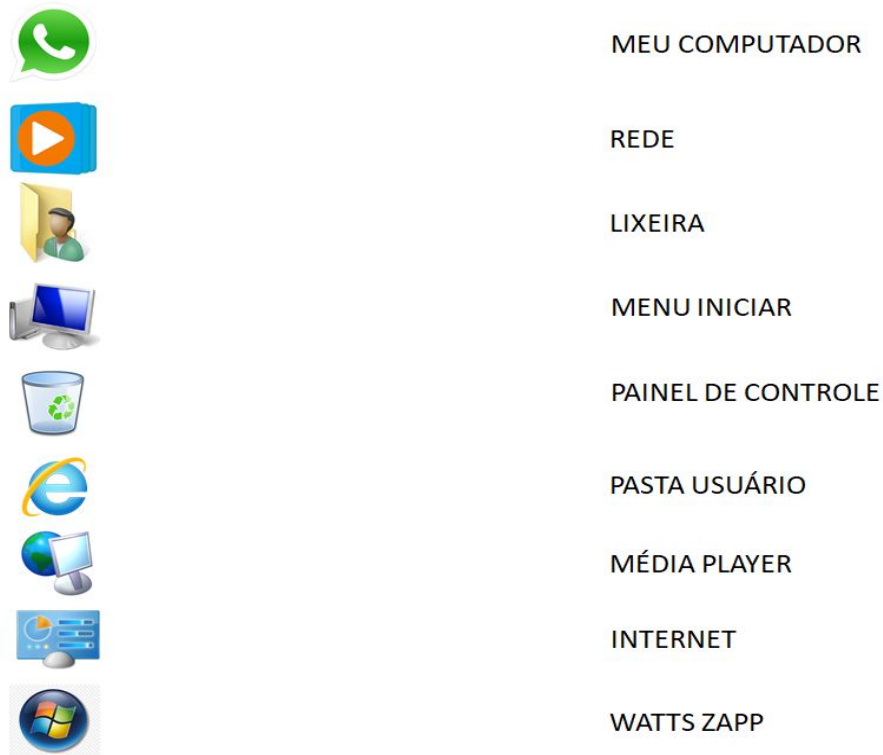 MEU COMPUTADOR
REDE
LIXEIRA
MENU INICIAR
PAINEL DE CONTROLE
PASTA USUÁRIO
MÉDIA PLAYER
INTERNET
WATTS ZAPP